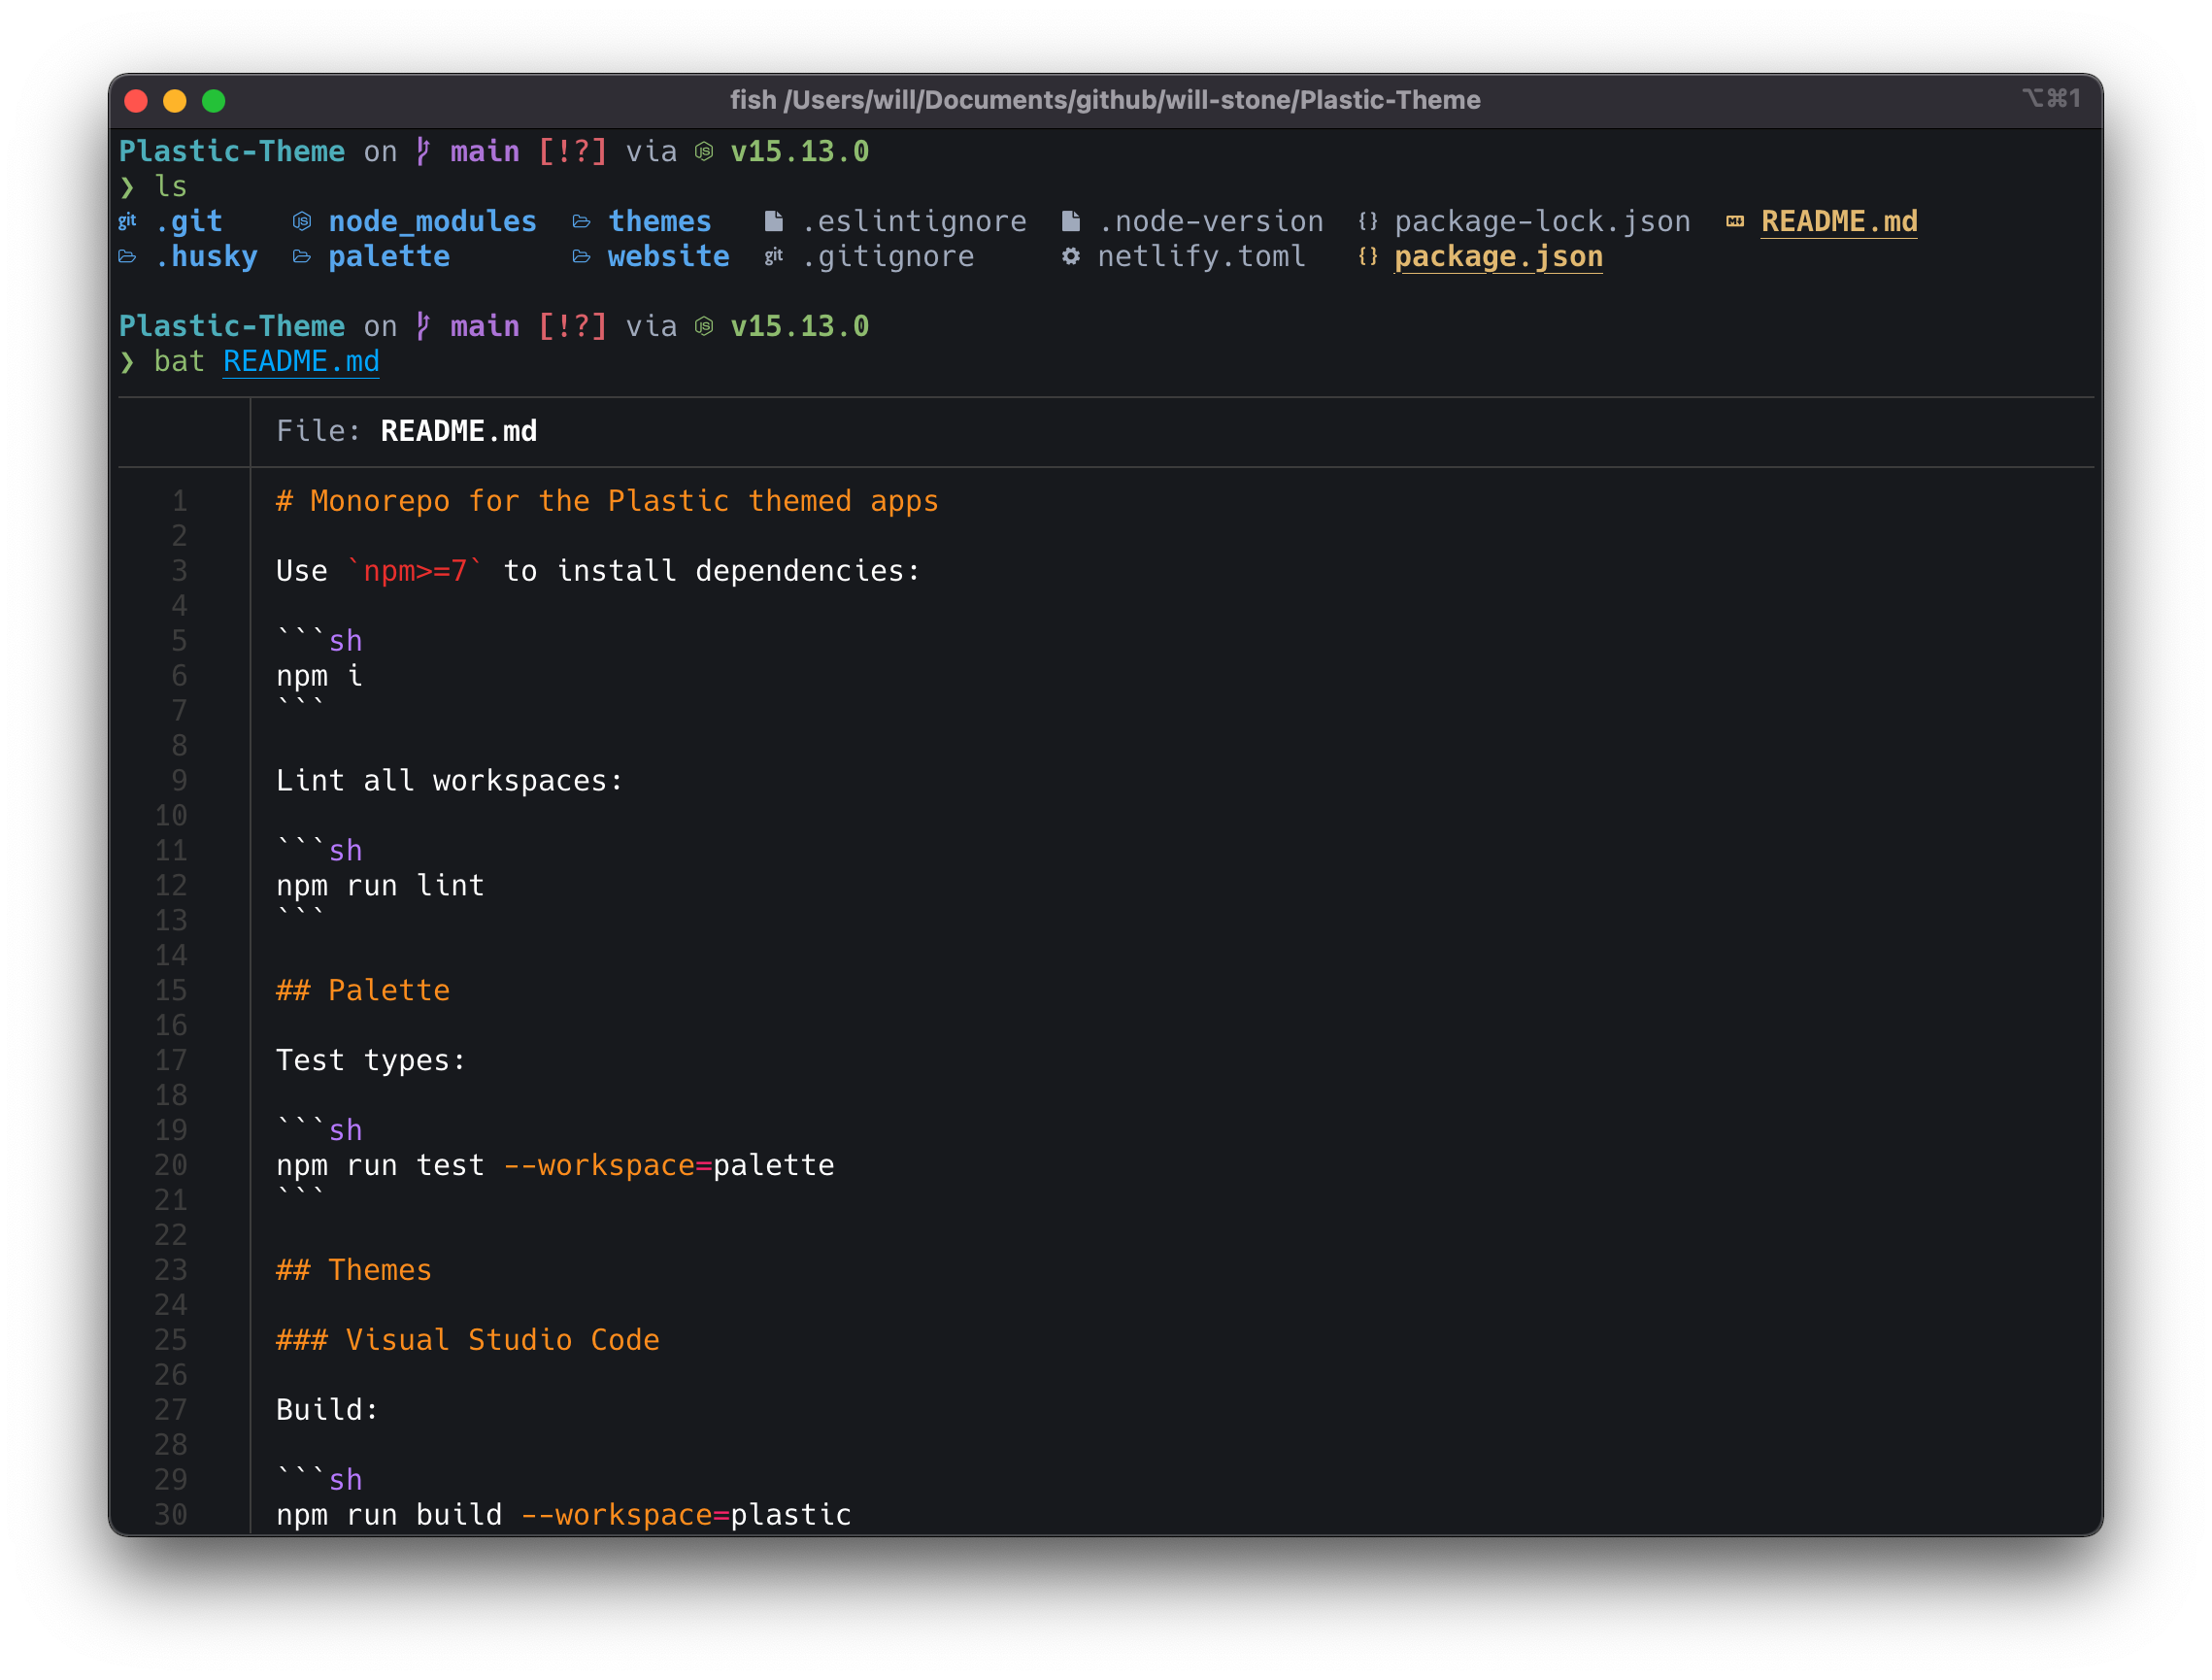 fish /Users/will/Documents/github/will-stone/Plastic-Theme ⌥⌘1
Plastic-Theme on main [!?] via v15.13.0
❯ ls
.git node_modules themes .eslintignore .node-version package-lock.json README.md
.husky palette website .gitignore netlify.toml package.json
Plastic-Theme on main [!?] via v15.13.0
❯ bat README.md
File: README.md
1 # Monorepo for the Plastic themed apps
2
3 Use `npm>=7` to install dependencies:
4
5 ```sh
6 npm i
7 ```
8
9 Lint all workspaces:
10
11 ```sh
12 npm run lint
13 ```
14
15 ## Palette
16
17 Test types:
18
19 ```sh
20 npm run test --workspace=palette
21 ```
22
23 ## Themes
24
25 ### Visual Studio Code
26
27 Build:
28
29 ```sh
30 npm run build --workspace=plastic